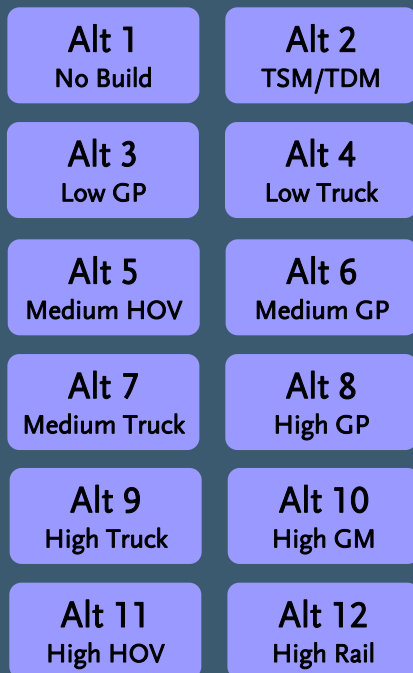 Alt 1
No Build
Alt 2
TSM/TDM
Alt 3
Low GP
Alt 4
Low Truck
Alt 5
Medium HOV
Alt 6
Medium GP
Alt 7
Medium Truck
Alt 8
High GP
Alt 9
High Truck
Alt 10
High GM
Alt 11
High HOV
Alt 12
High Rail